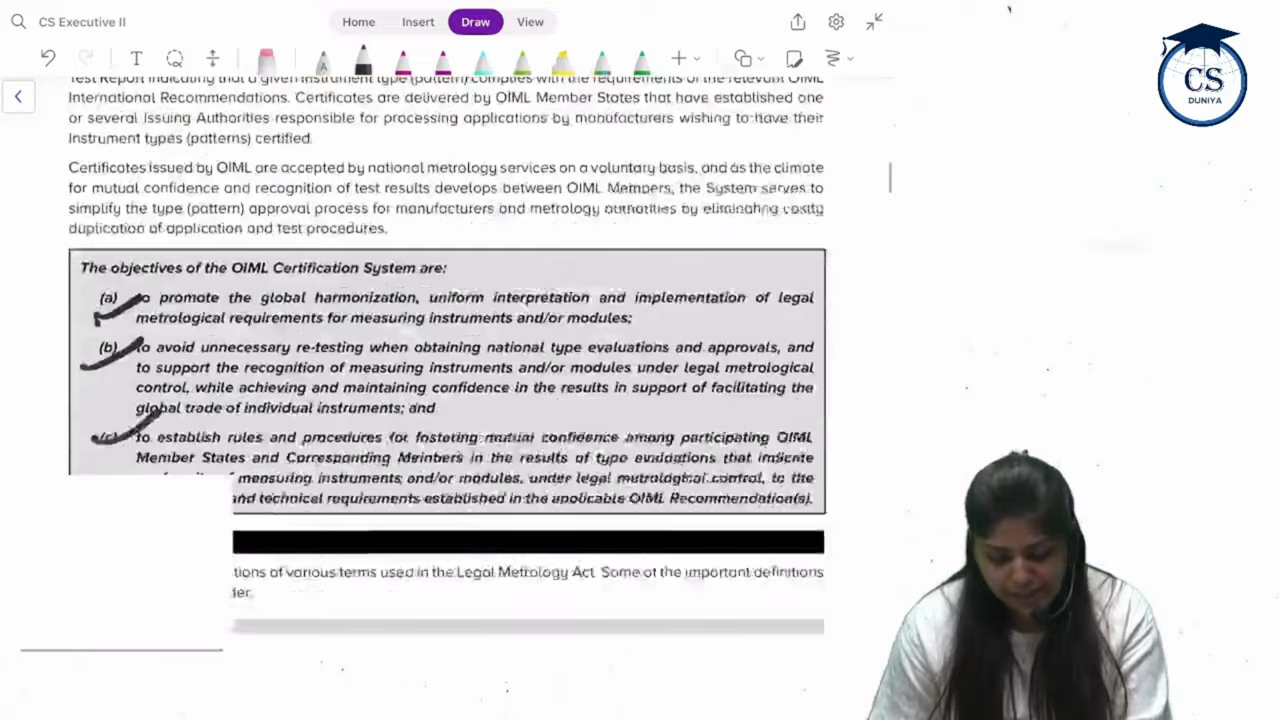 CS Executive II
Home Insert Draw View
T
A
CS
DUNIYA
Test Report indicating that a given instrument type (pattern) complies with the requirements of the relevant OIML
International Recommendations. Certificates are delivered by OIML Member States that have established one
or several Issuing Authorities responsible for processing applications by manufacturers wishing to have their
instrument types (patterns) certified.
Certificates issued by OIML are accepted by national metrology services on a voluntary basis, and as the climate
for mutual confidence and recognition of test results develops between OIML Members, the System serves to
simplify the type (pattern) approval process for manufacturers and metrology authorities by eliminating costly
duplication of application and test procedures.
The objectives of the OIML Certification System are:
(a) to promote the global harmonization, uniform interpretation and implementation of legal
metrological requirements for measuring instruments and/or modules;
(b) to avoid unnecessary re-testing when obtaining national type evaluations and approvals, and
to support the recognition of measuring instruments and/or modules under legal metrological
control, while achieving and maintaining confidence in the results in support of facilitating the
global trade of individual instruments; and
(c) to establish rules and procedures for fostering mutual confidence among participating OIML
Member States and Corresponding Members in the results of type evaluations that indicate
measuring instruments and/or modules, under legal metrological control, to the
and technical requirements established in the applicable OIML Recommendation(s).
tions of various terms used in the Legal Metrology Act. Some of the important definitions
der